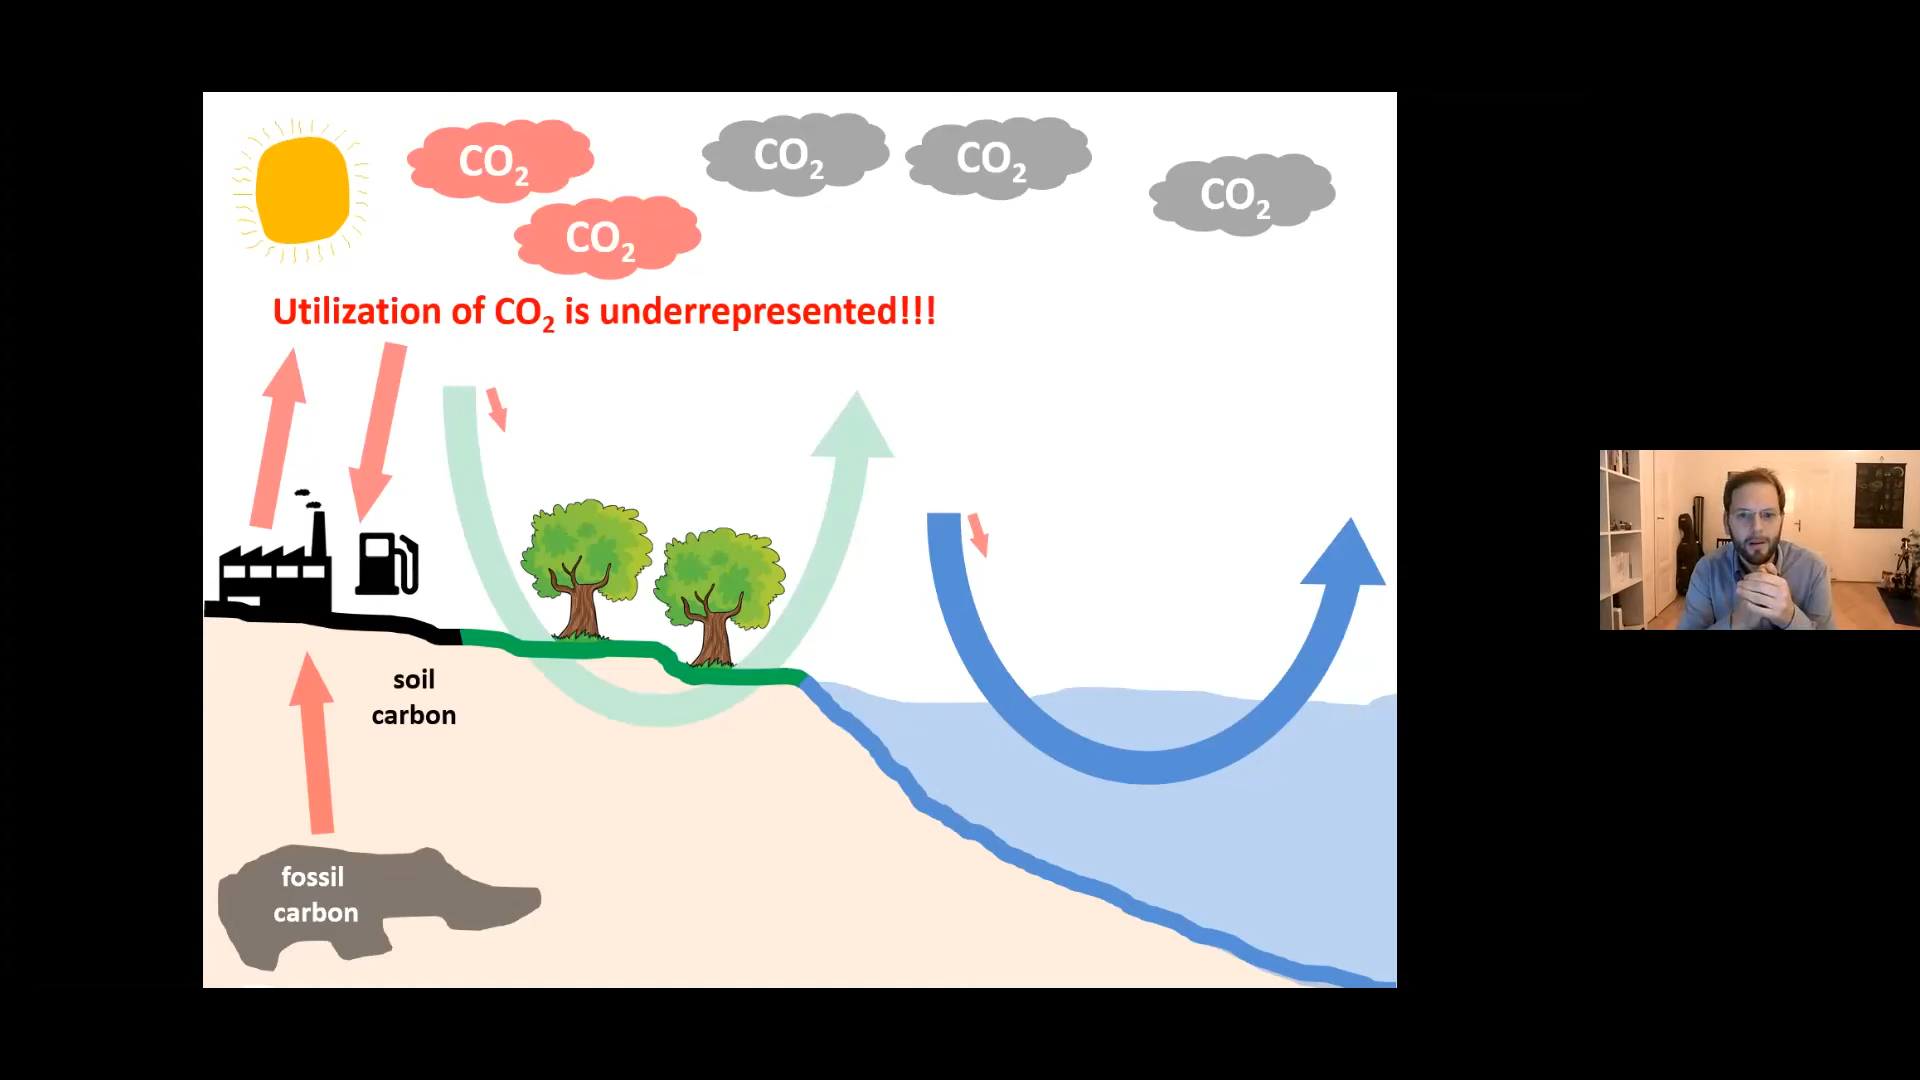 CO₂
CO₂
CO₂
CO₂
CO₂
Utilization of CO₂ is underrepresented!!!
soil
carbon
fossil
carbon